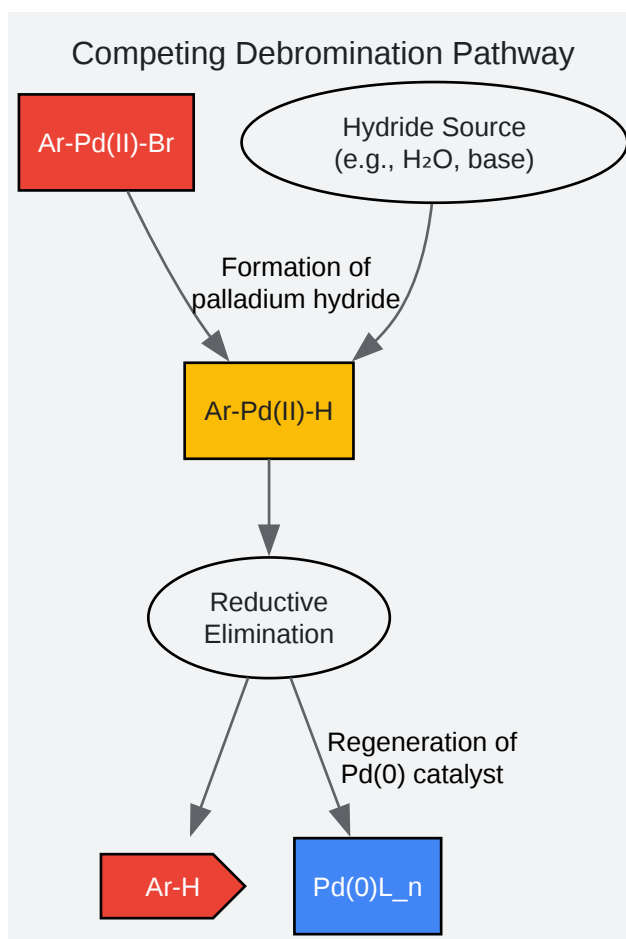 Competing Debromination Pathway
Ar-Pd(II)-Br
Hydride Source
(e.g., H₂O, base)
Formation of
palladium hydride
Ar-Pd(II)-H
Reductive
Elimination
Regeneration of
Pd(0) catalyst
Ar-H
Pd(0)L_n